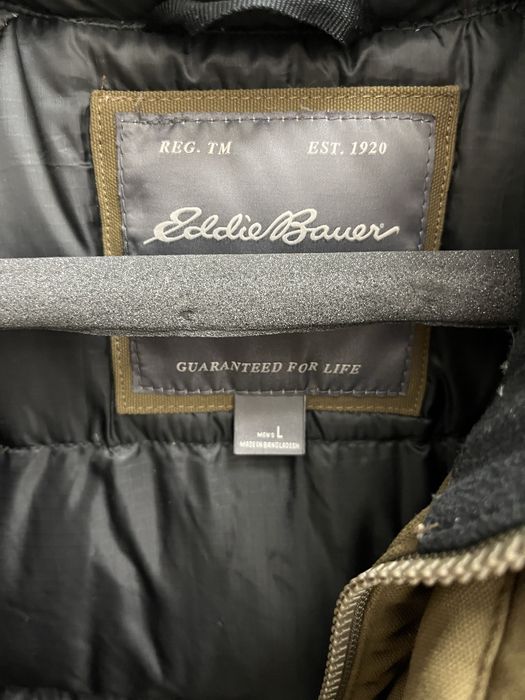 REG. TM EST. 1920
Eddie Bauer
GUARANTEED FOR LIFE
MEN'S L
MADE IN BANGLADESH